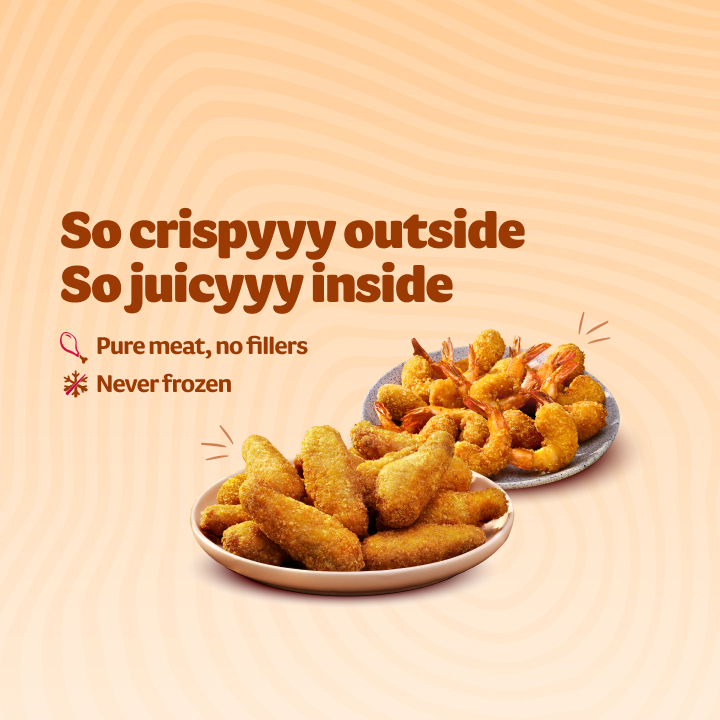 So crispyyy outside
So juicyyy inside
Pure meat, no fillers
Never frozen